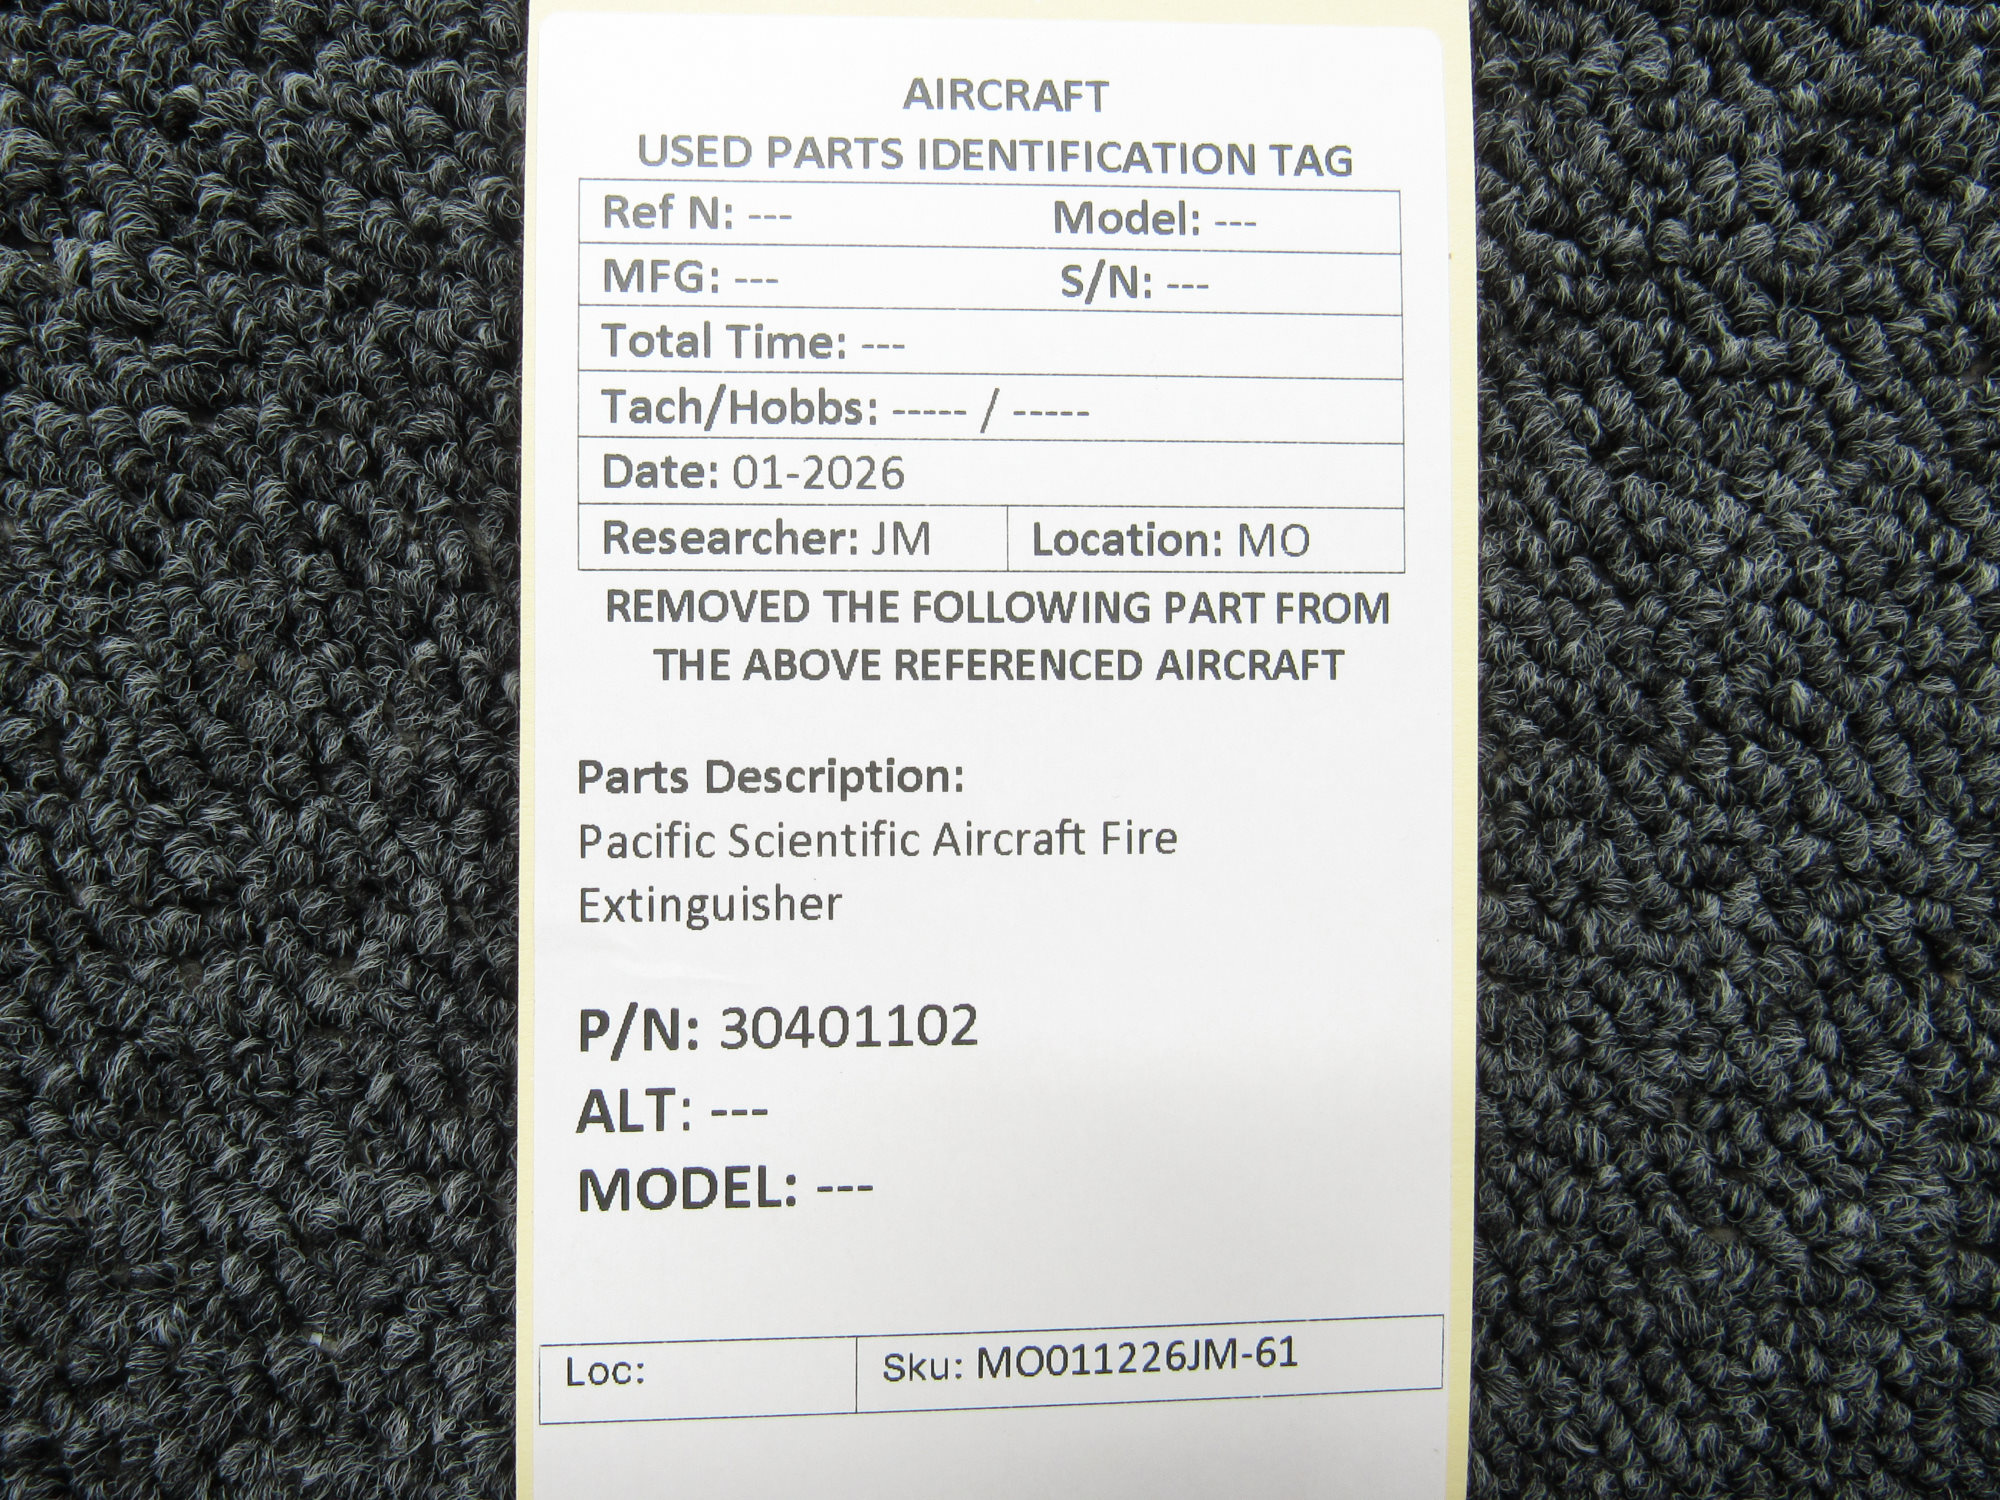 AIRCRAFT
USED PARTS IDENTIFICATION TAG
Ref N: --- Model: ---
MFG: --- S/N: ---
Total Time: ---
Tach/Hobbs: ----- / -----
Date: 01-2026
Researcher: JM Location: MO
REMOVED THE FOLLOWING PART FROM
THE ABOVE REFERENCED AIRCRAFT
Parts Description:
Pacific Scientific Aircraft Fire
Extinguisher
P/N: 30401102
ALT: ---
MODEL: ---
Loc: Sku: MO011226JM-61